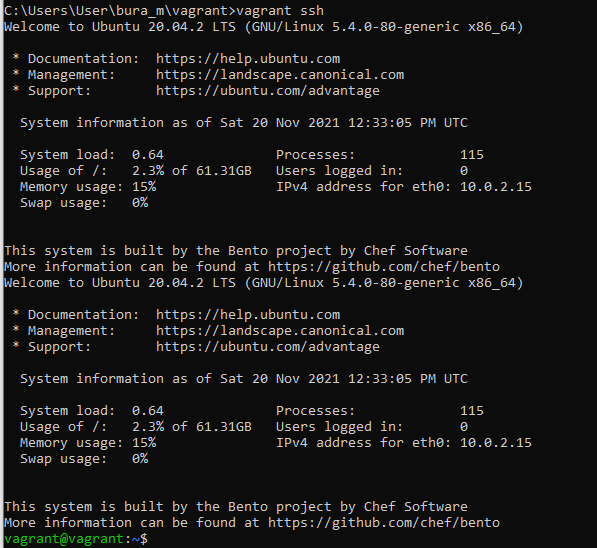 C:\Users\User\bura_m\vagrant>vagrant ssh
Welcome to Ubuntu 20.04.2 LTS (GNU/Linux 5.4.0-80-generic x86_64)
* Documentation:  https://help.ubuntu.com
* Management:     https://landscape.canonical.com
* Support:        https://ubuntu.com/advantage
System information as of Sat 20 Nov 2021 12:33:05 PM UTC
System load:  0.64              Processes:             115
Usage of /:   2.3% of 61.31GB   Users logged in:       0
Memory usage: 15%               IPv4 address for eth0: 10.0.2.15
Swap usage:   0%
This system is built by the Bento project by Chef Software
More information can be found at https://github.com/chef/bento
Welcome to Ubuntu 20.04.2 LTS (GNU/Linux 5.4.0-80-generic x86_64)
* Documentation:  https://help.ubuntu.com
* Management:     https://landscape.canonical.com
* Support:        https://ubuntu.com/advantage
System information as of Sat 20 Nov 2021 12:33:05 PM UTC
System load:  0.64              Processes:             115
Usage of /:   2.3% of 61.31GB   Users logged in:       0
Memory usage: 15%               IPv4 address for eth0: 10.0.2.15
Swap usage:   0%
This system is built by the Bento project by Chef Software
More information can be found at https://github.com/chef/bento
vagrant@vagrant:~$